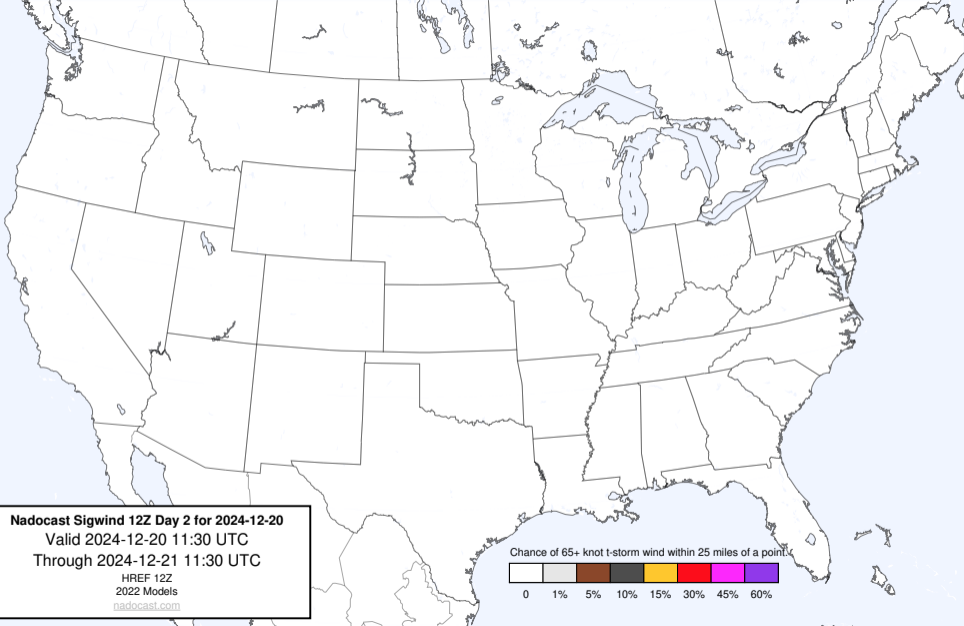 Nadocast Sigwind 12Z Day 2 for 2024-12-20
Valid 2024-12-20 11:30 UTC
Through 2024-12-21 11:30 UTC
HREF 12Z
2022 Models
nadocast.com
Chance of 65+ knot t-storm wind within 25 miles of a point.
0 1% 5% 10% 15% 30% 45% 60%